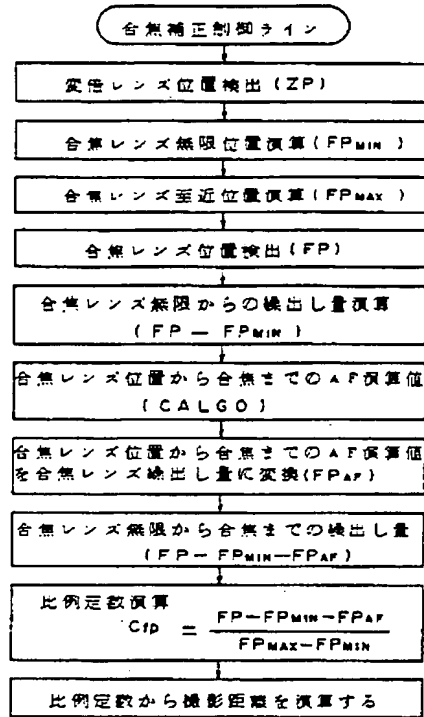 合焦補正制御ライン
変倍レンズ位置検出(ZP)
合焦レンズ無限位置演算(FPMIN)
合焦レンズ至近位置演算(FPMAX)
合焦レンズ位置検出(FP)
合焦レンズ無限からの繰出し量演算
(FP－FPMIN)
合焦レンズ位置から合焦までのAF演算値
(CALGO)
合焦レンズ位置から合焦までのAF演算値
を合焦レンズ繰出し量に変換(FPAF)
合焦レンズ無限から合焦までの繰出し量
(FP－FPMIN－FPAF)
比例定数演算
Cfp = FP－FPMIN－FPAF
FPMAX－FPMIN
比例定数から撮影距離を演算する